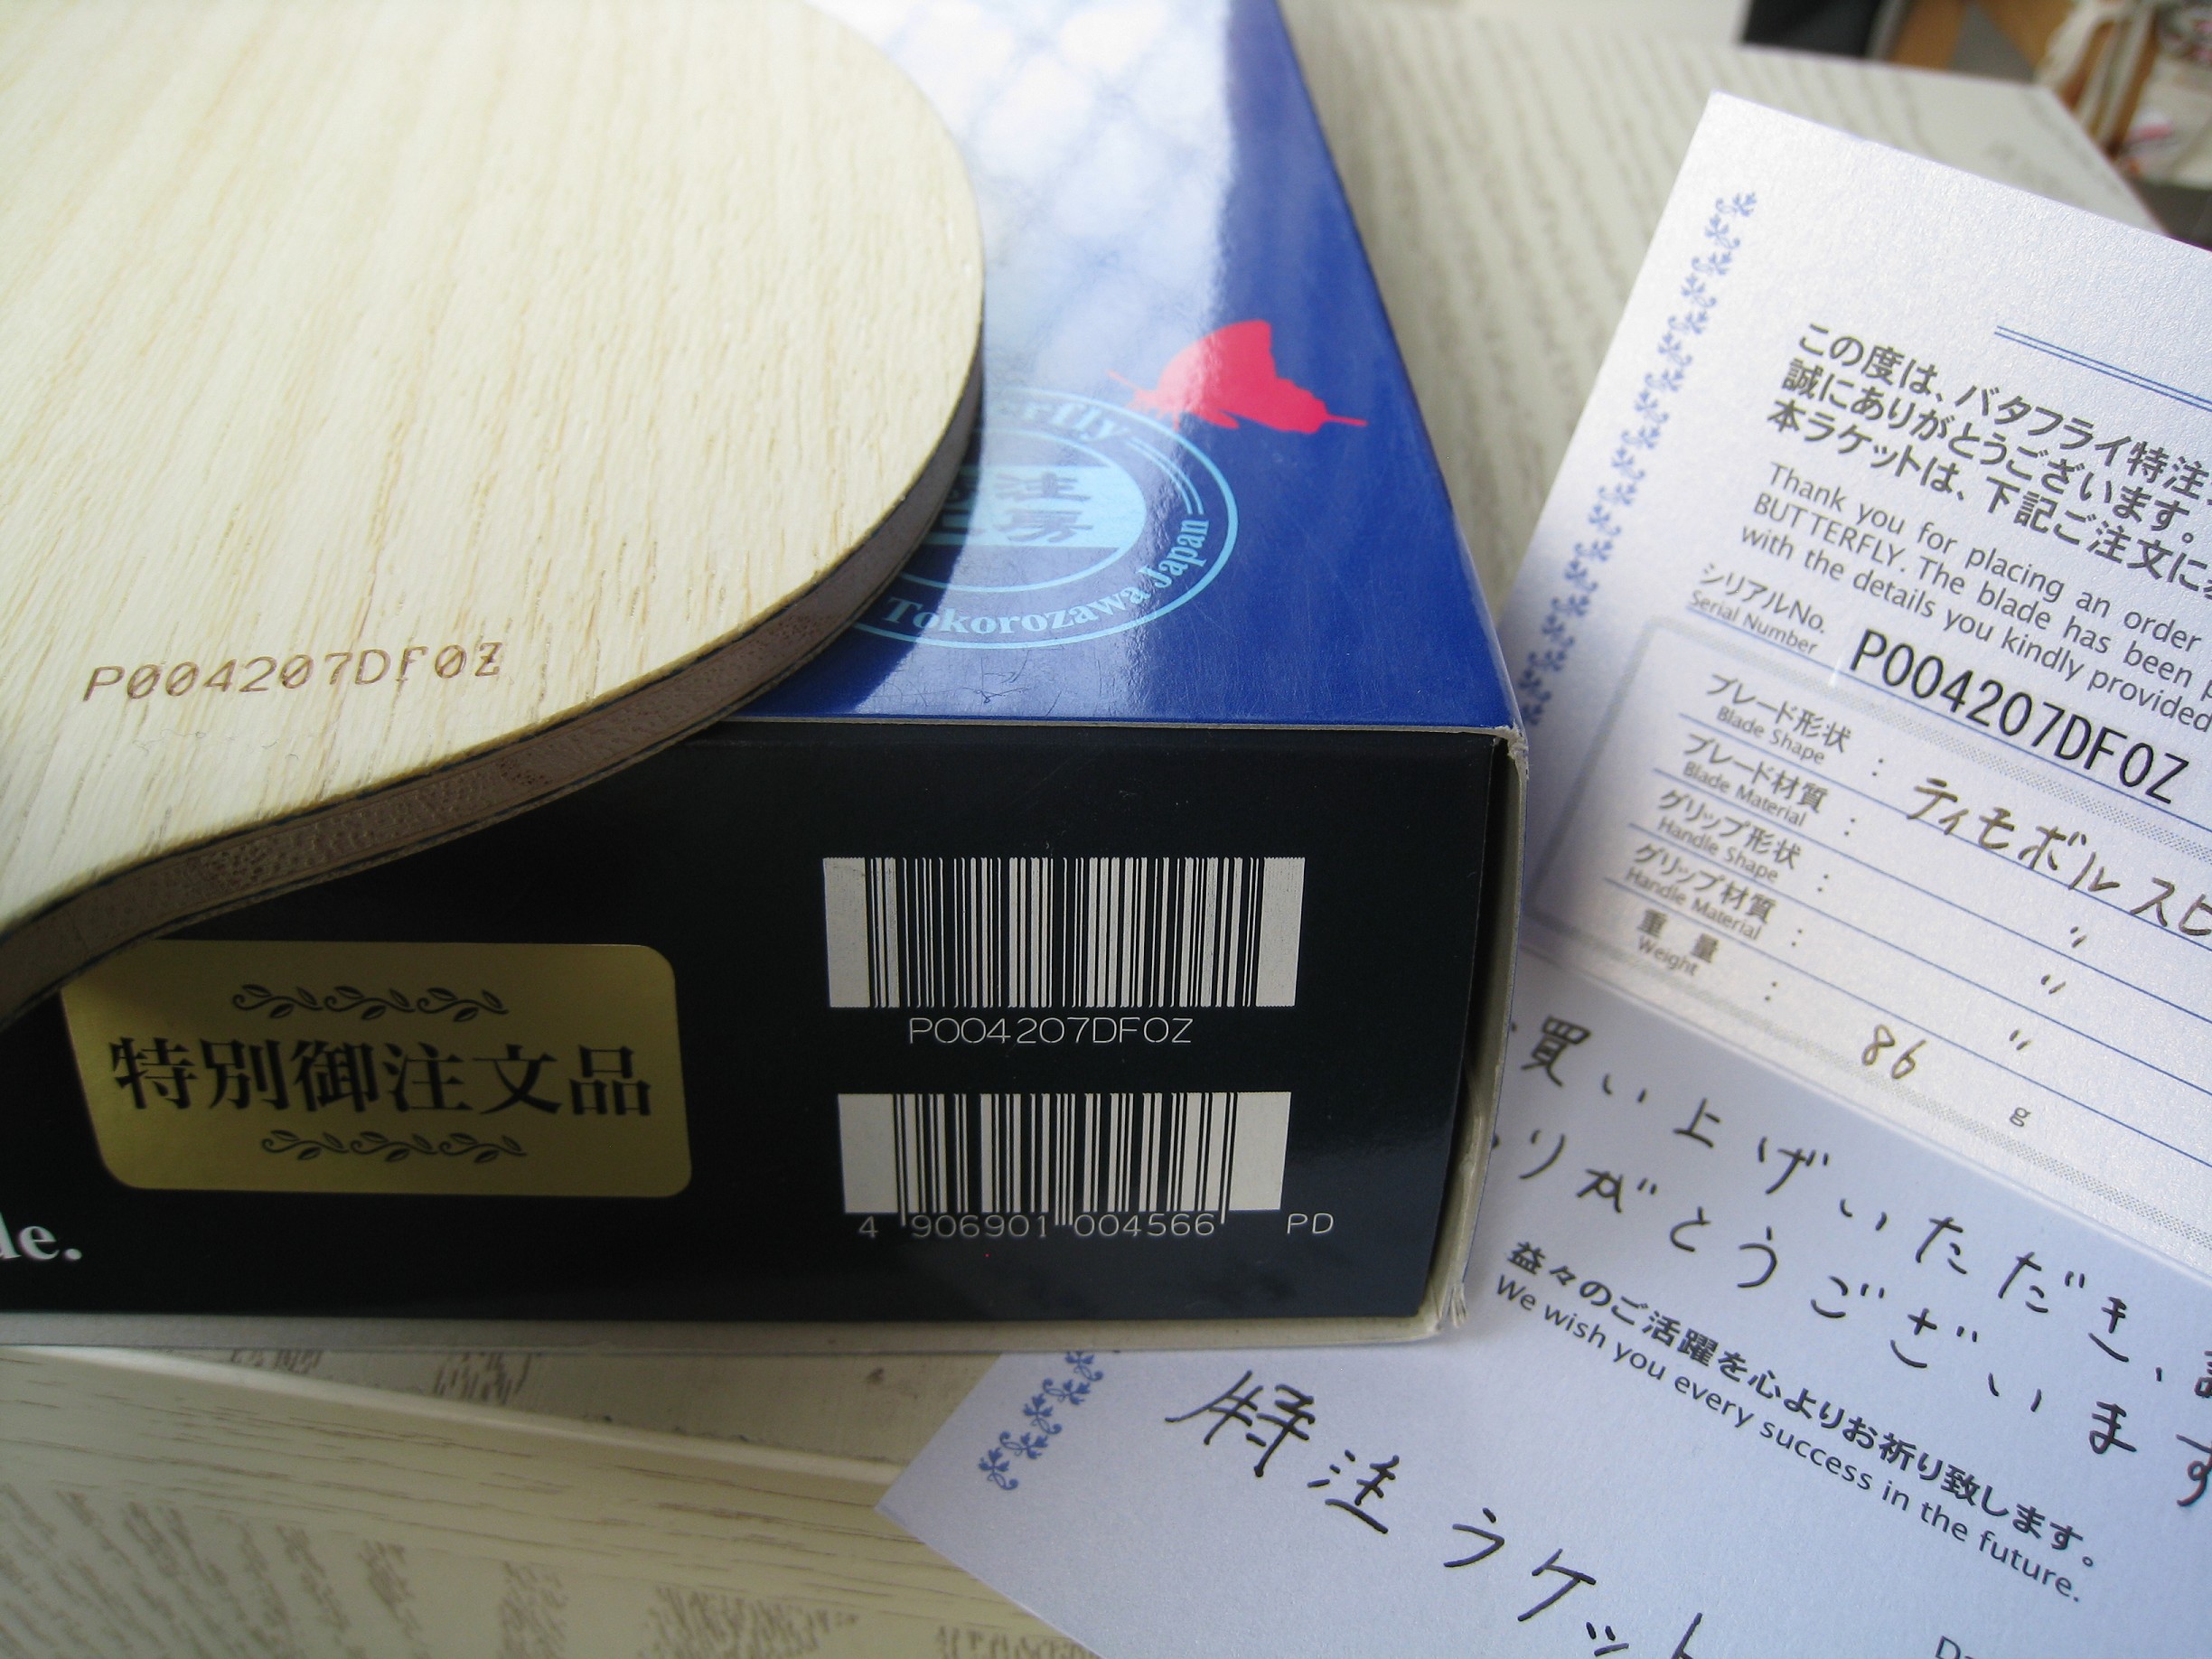 P004207DF0Z
erfly
注
房
Tokorozawa Japan
特別御注文品
de.
P004207DF0Z
4 906901 004566 PD
この度は、バタフライ特注
誠にありがとうございます。
本ラケットは、下記ご注文に
Thank you for placing an order
BUTTERFLY. The blade has been
with the details you kindly provided
シリアルNo.
Serial Number
P004207DF0Z
ブレード形状 : ティモボル スピ
Blade Shape
ブレード材質 : 〃
Blade Material
グリップ形状 : 〃
Handle Shape
グリップ材質 : 〃
Handle Material
重 量 : 86 g
Weight
買い上げいただき、
りがとうございます
益々のご活躍を心よりお祈り致します。
We wish you every success in the future.
特注ラケット